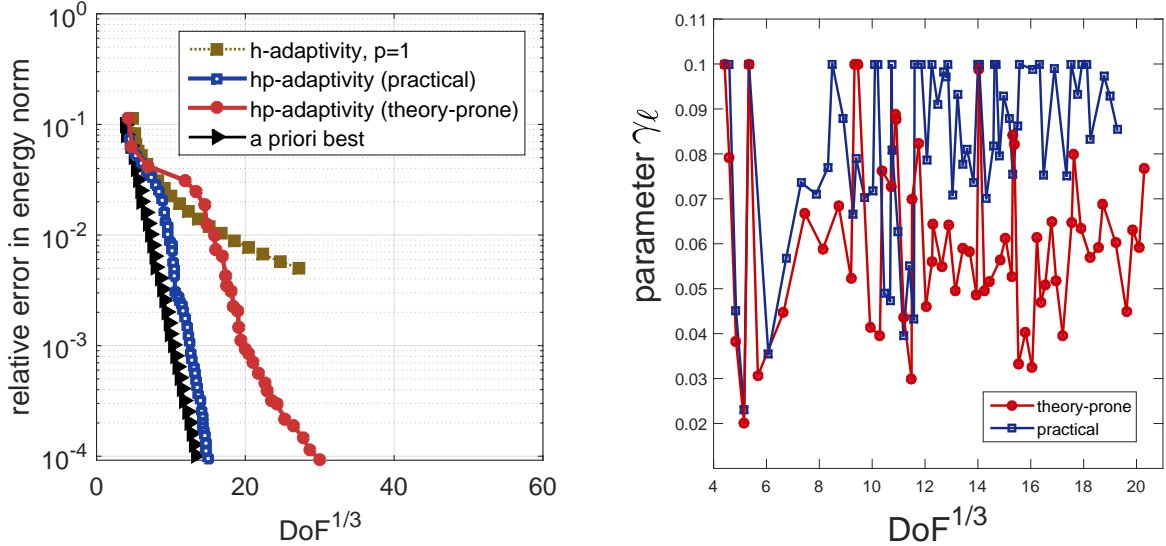 relative error in energy norm
10^0
10^-1
10^-2
10^-3
10^-4
h-adaptivity, p=1
hp-adaptivity (practical)
hp-adaptivity (theory-prone)
a priori best
0 20 40 60
DoF^1/3
parameter γℓ
0.11
0.1
0.09
0.08
0.07
0.06
0.05
0.04
0.03
0.02
theory-prone
practical
4 6 8 10 12 14 16 18 20
DoF^1/3